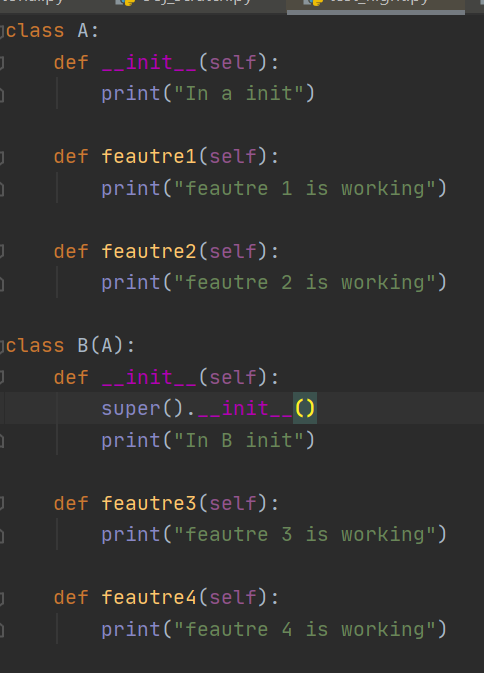 class A:
    def __init__(self):
        print("In a init")
    def feautre1(self):
        print("feautre 1 is working")
    def feautre2(self):
        print("feautre 2 is working")
class B(A):
    def __init__(self):
        super().__init__()
        print("In B init")
    def feautre3(self):
        print("feautre 3 is working")
    def feautre4(self):
        print("feautre 4 is working")